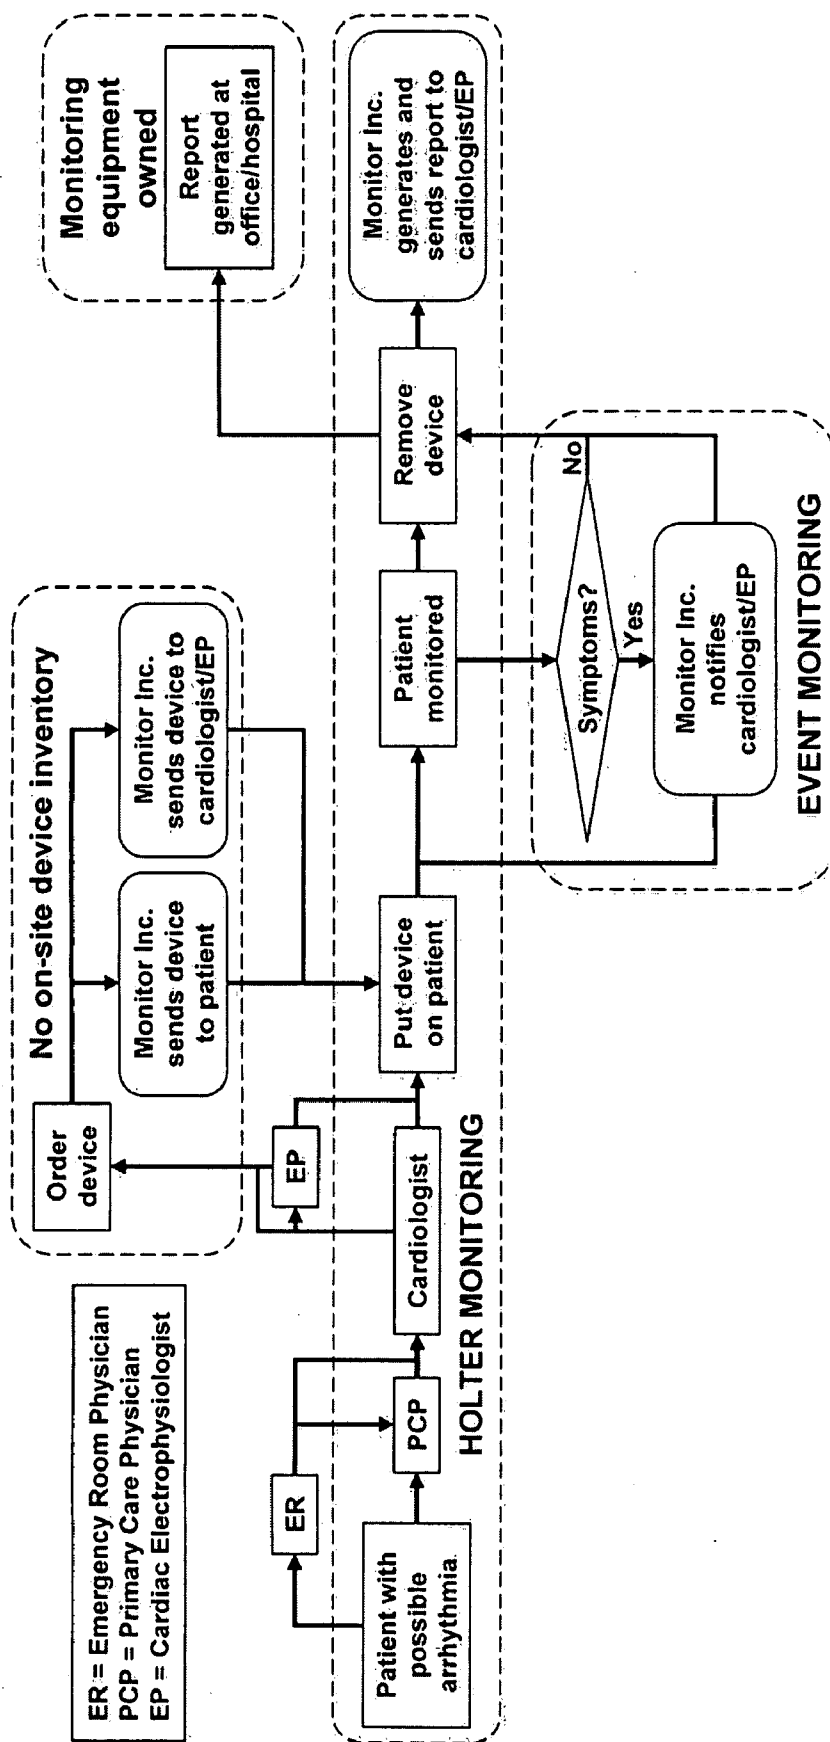 ER = Emergency Room Physician
PCP = Primary Care Physician
EP = Cardiac Electrophysiologist
Order
device
No on-site device inventory
Monitor Inc.
sends device
to patient
Monitor Inc.
sends device to
cardiologist/EP
Monitoring
equipment
owned
Report
generated at
office/hospital
ER
EP
Patient with
possible
arrhythmia
PCP
Cardiologist
Put device
on patient
Patient
monitored
Remove
device
Monitor Inc.
generates and
sends report to
cardiologist/EP
HOLTER MONITORING
Symptoms?
No
Yes
Monitor Inc.
notifies
cardiologist/EP
EVENT MONITORING